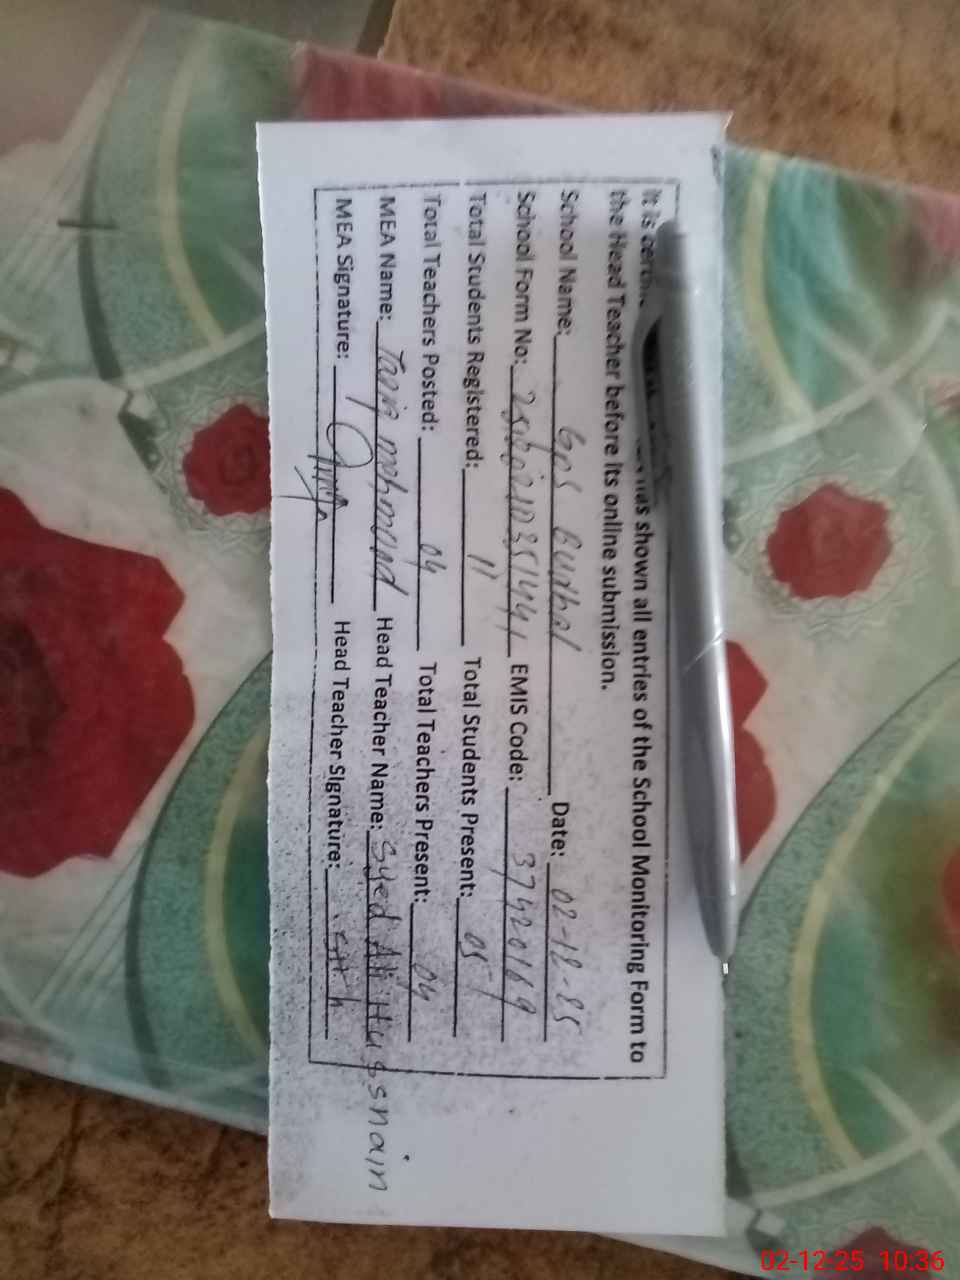 It is
shown all entries of the School Monitoring Form to
the Head Teacher before its online submission.
School Name: Gps Budhal Date: 02-12-25
School Form No: EMIS Code: 37420169
Total Students Registered: 11 Total Students Present: 05
Total Teachers Posted: 04 Total Teachers Present: 04
MEA Name: Tariq mehmood Head Teacher Name: Syed Ali Hussnain
MEA Signature: Head Teacher Signature:
02-12-25 10:36